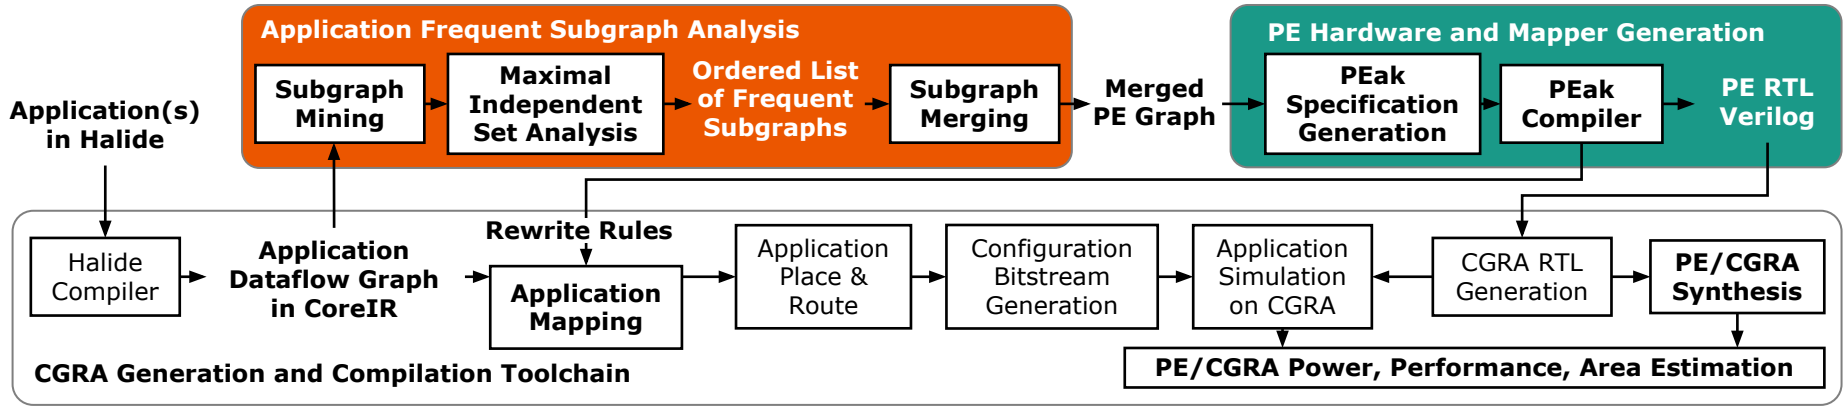 Application Frequent Subgraph Analysis
Subgraph
Mining
Maximal
Independent
Set Analysis
Ordered List
of Frequent
Subgraphs
Subgraph
Merging
Merged
PE Graph
PE Hardware and Mapper Generation
PEak
Specification
Generation
PEak
Compiler
PE RTL
Verilog
Application(s)
in Halide
Halide
Compiler
Application
Dataflow Graph
in CoreIR
Rewrite Rules
Application
Mapping
Application
Place &
Route
Configuration
Bitstream
Generation
Application
Simulation
on CGRA
CGRA RTL
Generation
PE/CGRA
Synthesis
PE/CGRA Power, Performance, Area Estimation
CGRA Generation and Compilation Toolchain